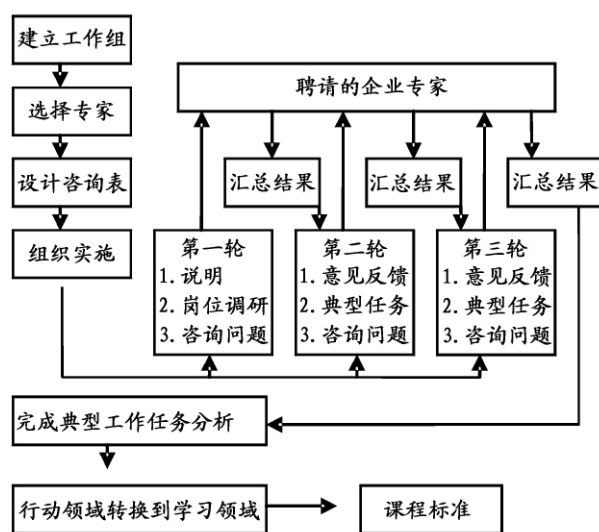 建立工作组
选择专家
设计咨询表
组织实施
聘请的企业专家
汇总结果
汇总结果
汇总结果
第一轮
1. 说明
2. 岗位调研
3. 咨询问题
第二轮
1. 意见反馈
2. 典型任务
3. 咨询问题
第三轮
1. 意见反馈
2. 典型任务
3. 咨询问题
完成典型工作任务分析
行动领域转换到学习领域
课程标准